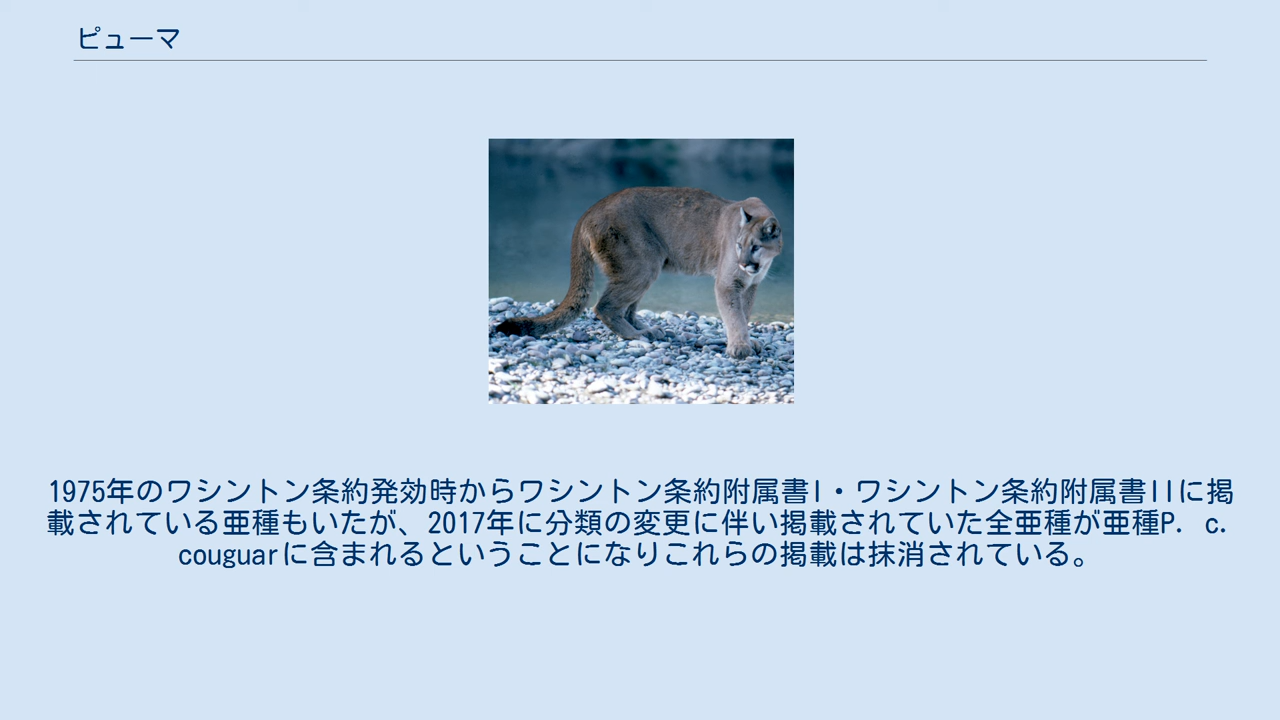 ピューマ
1975年のワシントン条約発効時からワシントン条約附属書I・ワシントン条約附属書IIに掲
載されている亜種もいたが、2017年に分類の変更に伴い掲載されていた全亜種が亜種P. c.
couguarに含まれるということになりこれらの掲載は抹消されている。